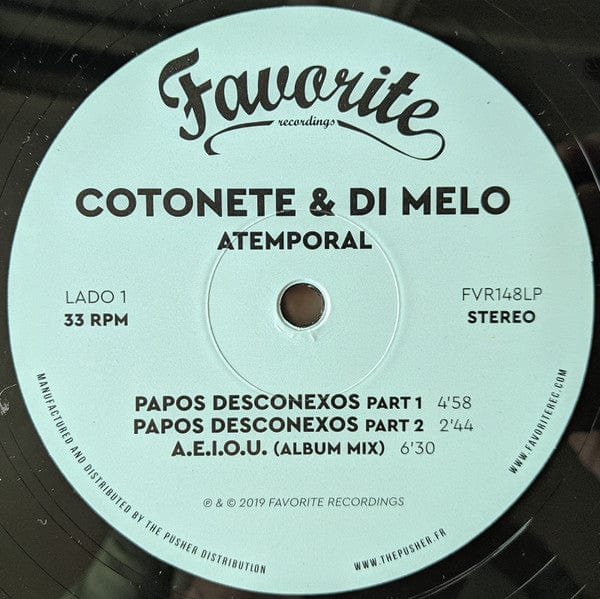 Favorite
recordings
COTONETE & DI MELO
ATEMPORAL
LADO 1
33 RPM
FVR148LP
STEREO
PAPOS DESCONEXOS PART 1 4'58
PAPOS DESCONEXOS PART 2 2'44
A.E.I.O.U. (ALBUM MIX) 6'30
℗ & © 2019 FAVORITE RECORDINGS
MANUFACTURED AND DISTRIBUTED BY THE PUSHER DISTRIBUTION
WWW.THEPUSHER.FR
WWW.FAVORITEREC.COM